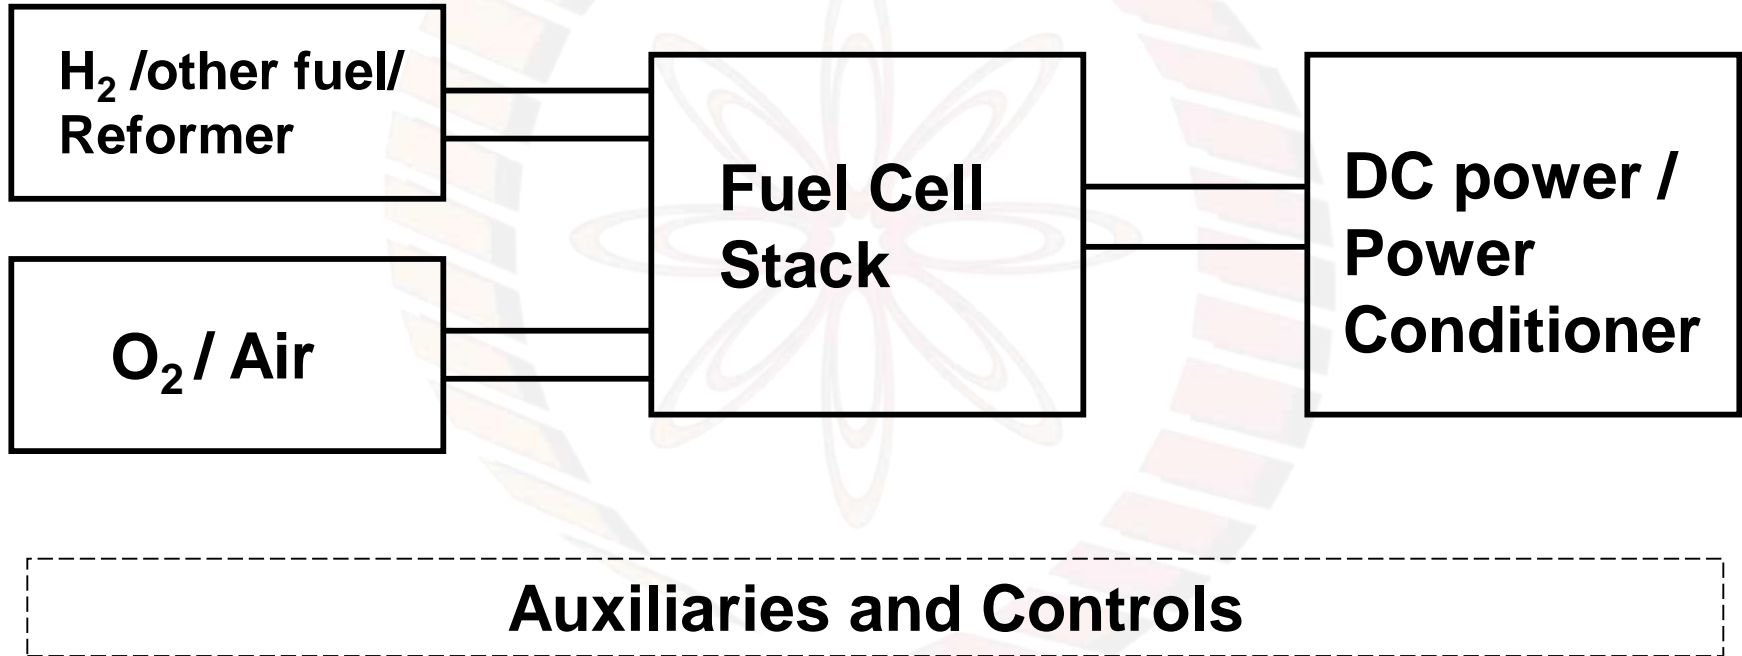 H₂ /other fuel/
Reformer
O₂ / Air
Fuel Cell
Stack
DC power /
Power
Conditioner
Auxiliaries and Controls